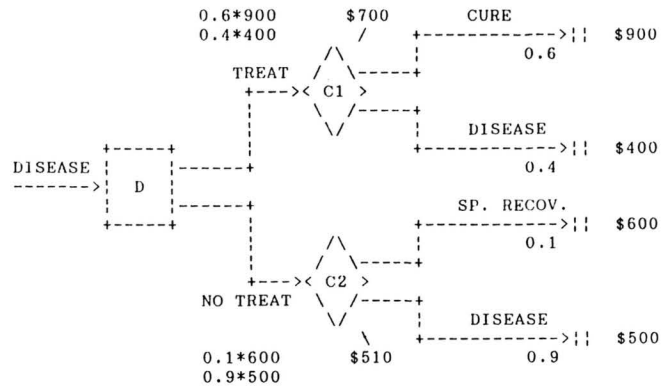 0.6*900 $700 CURE
0.4*400 $900
0.6
TREAT
C1
DISEASE
DISEASE $400
D 0.4
SP. RECOV.
$600
0.1
C2
NO TREAT
DISEASE
0.1*600 $510 $500
0.9*500 0.9